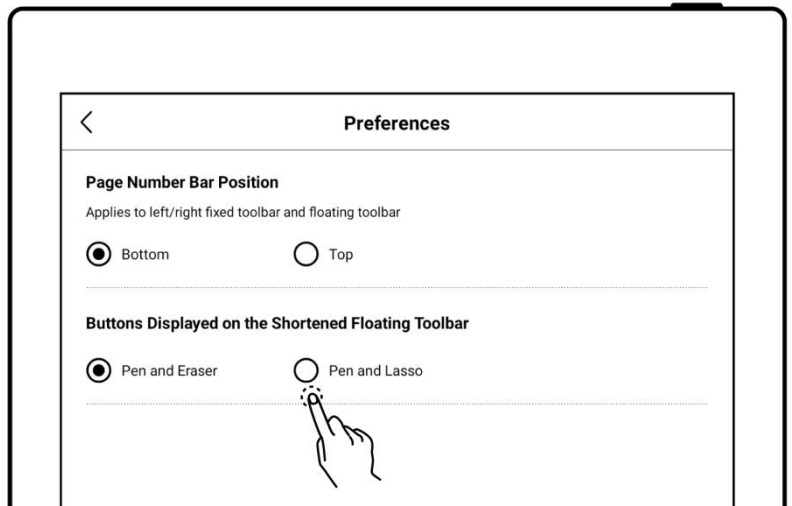 Preferences
Page Number Bar Position
Applies to left/right fixed toolbar and floating toolbar
Bottom Top
Buttons Displayed on the Shortened Floating Toolbar
Pen and Eraser Pen and Lasso